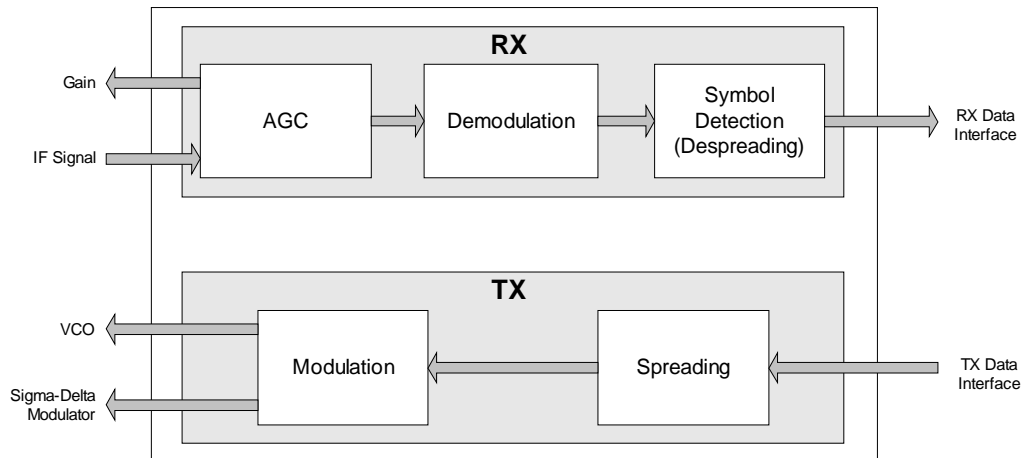 RX
Gain
IF Signal
AGC
Demodulation
Symbol
Detection
(Despreading)
RX Data
Interface
TX
VCO
Sigma-Delta
Modulator
Modulation
Spreading
TX Data
Interface